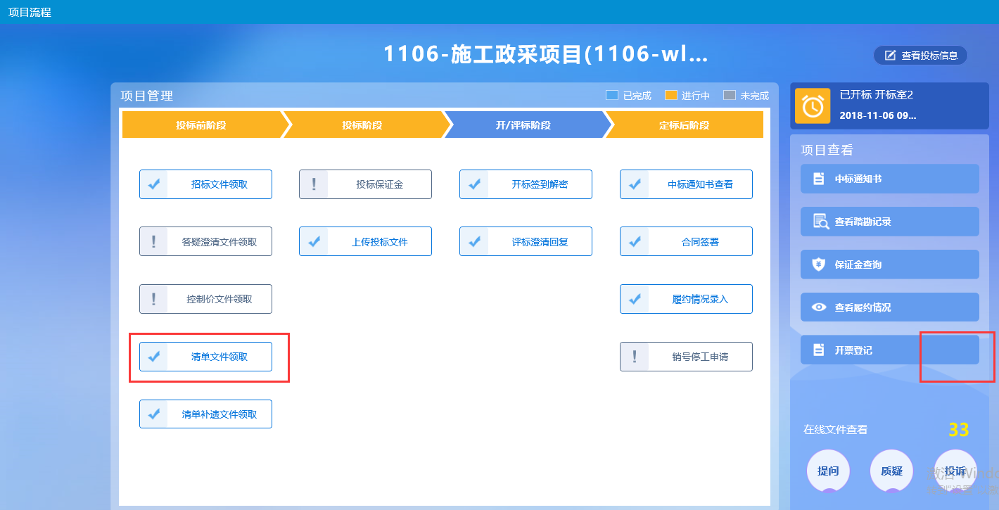 项目流程
1106-施工政采项目(1106-wl...
查看投标信息
项目管理
已完成
进行中
未完成
投标前阶段
投标阶段
开/评标阶段
定标后阶段
招标文件领取
投标保证金
开标签到解密
中标通知书查看
答疑澄清文件领取
上传投标文件
评标澄清回复
合同签署
控制价文件领取
履约情况录入
清单文件领取
销号停工申请
清单补遗文件领取
已开标 开标室2
2018-11-06 09...
项目查看
中标通知书
查看踏勘记录
保证金查询
查看履约情况
开票登记
在线文件查看
33
提问
质疑
投诉
激活 Windo